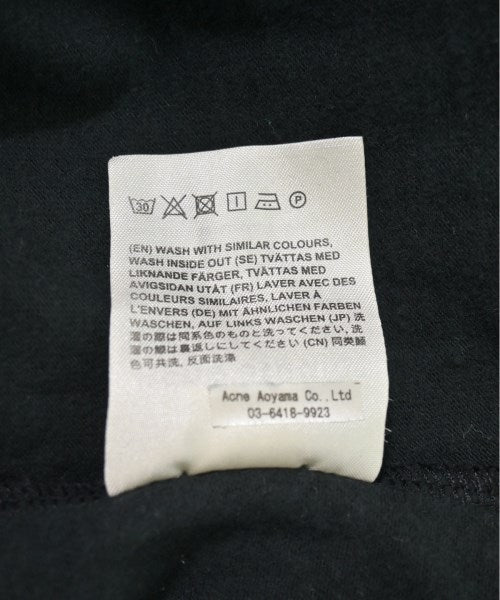 30 P
(EN) WASH WITH SIMILAR COLOURS,
WASH INSIDE OUT (SE) TVÄTTAS MED
LIKNANDE FÄRGER, TVÄTTAS MED
AVIGSIDAN UTÅT (FR) LAVER AVEC DES
COULEURS SIMILAIRES, LAVER À
L'ENVERS (DE) MIT ÄHNLICHEN FARBEN
WASCHEN, AUF LINKS WASCHEN (JP) 洗
濯の際は同系色のものと洗ってください、洗
濯の際は裏返しにしてください (CN) 同类颜
色可共洗, 反面洗涤
Acne Aoyama Co.,Ltd
03-6418-9923